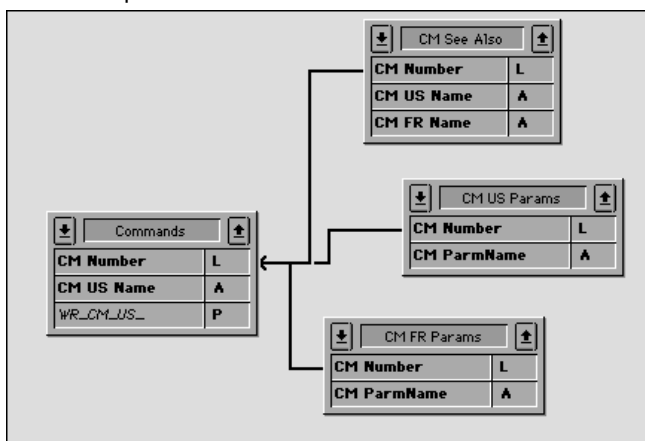 CM See Also
CM Number L
CM US Name A
CM FR Name A
CM US Params
CM Number L
CM ParmName A
Commands
CM Number L
CM US Name A
WR_CM_US_ P
CM FR Params
CM Number L
CM ParmName A